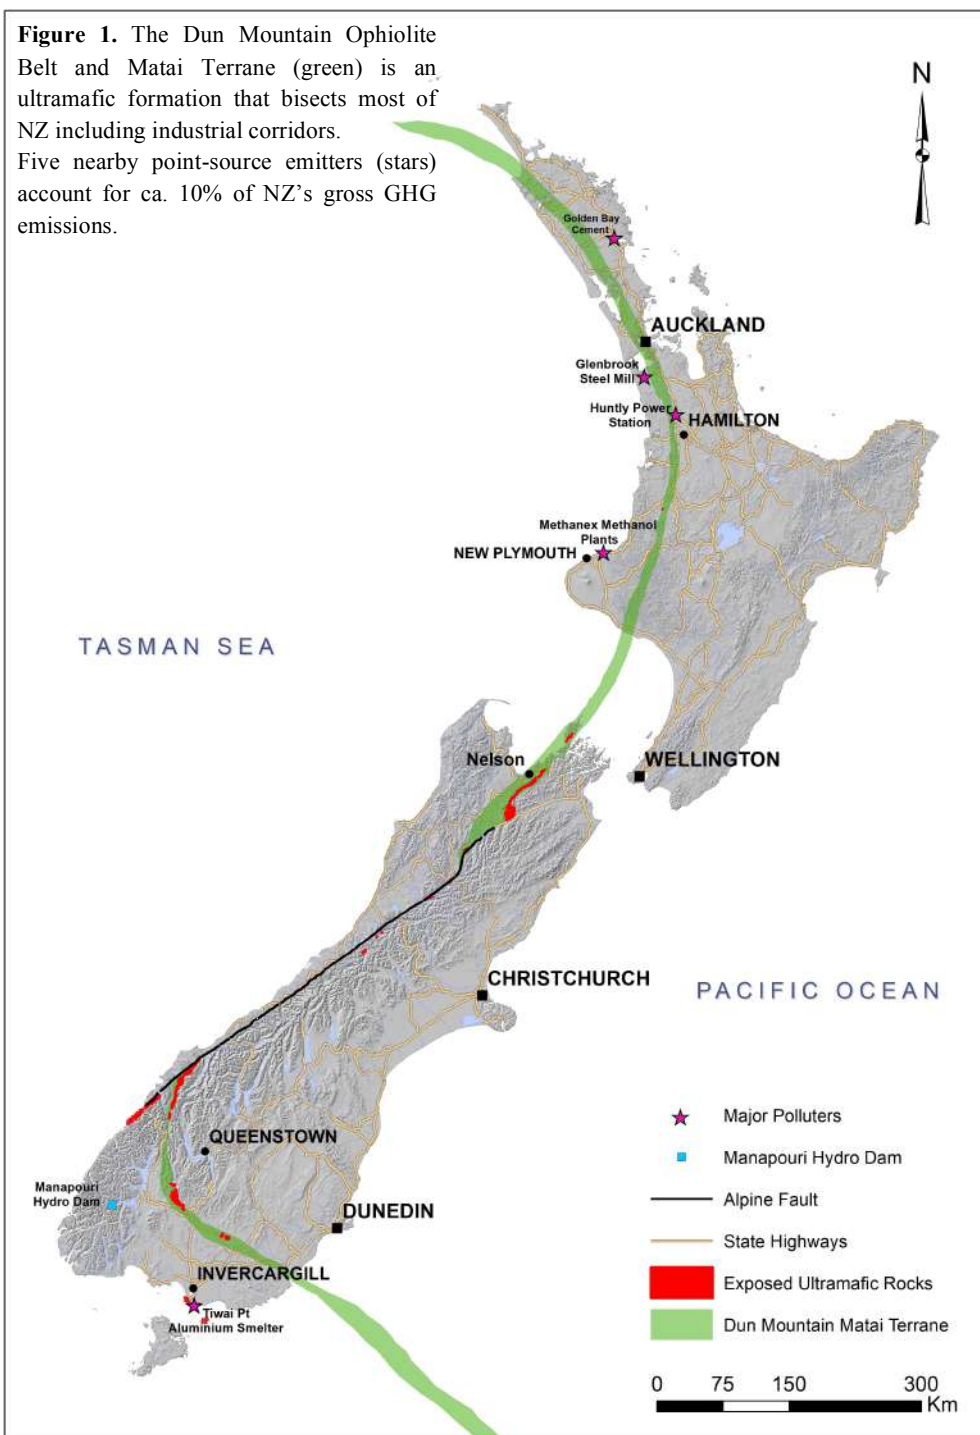 Figure 1. The Dun Mountain Ophiolite
Belt and Matai Terrane (green) is an
ultramafic formation that bisects most of
NZ including industrial corridors.
Five nearby point-source emitters (stars)
account for ca. 10% of NZ's gross GHG
emissions.
N
Golden Bay
Cement
AUCKLAND
Glenbrook
Steel Mill
Huntly Power
Station
HAMILTON
Methanex Methanol
Plants
NEW PLYMOUTH
TASMAN SEA
Nelson
WELLINGTON
CHRISTCHURCH
PACIFIC OCEAN
QUEENSTOWN
Manapouri
Hydro Dam
DUNEDIN
INVERCARGILL
Tiwai Pt
Aluminium Smelter
Major Polluters
Manapouri Hydro Dam
Alpine Fault
State Highways
Exposed Ultramafic Rocks
Dun Mountain Matai Terrane
0 75 150 300
Km